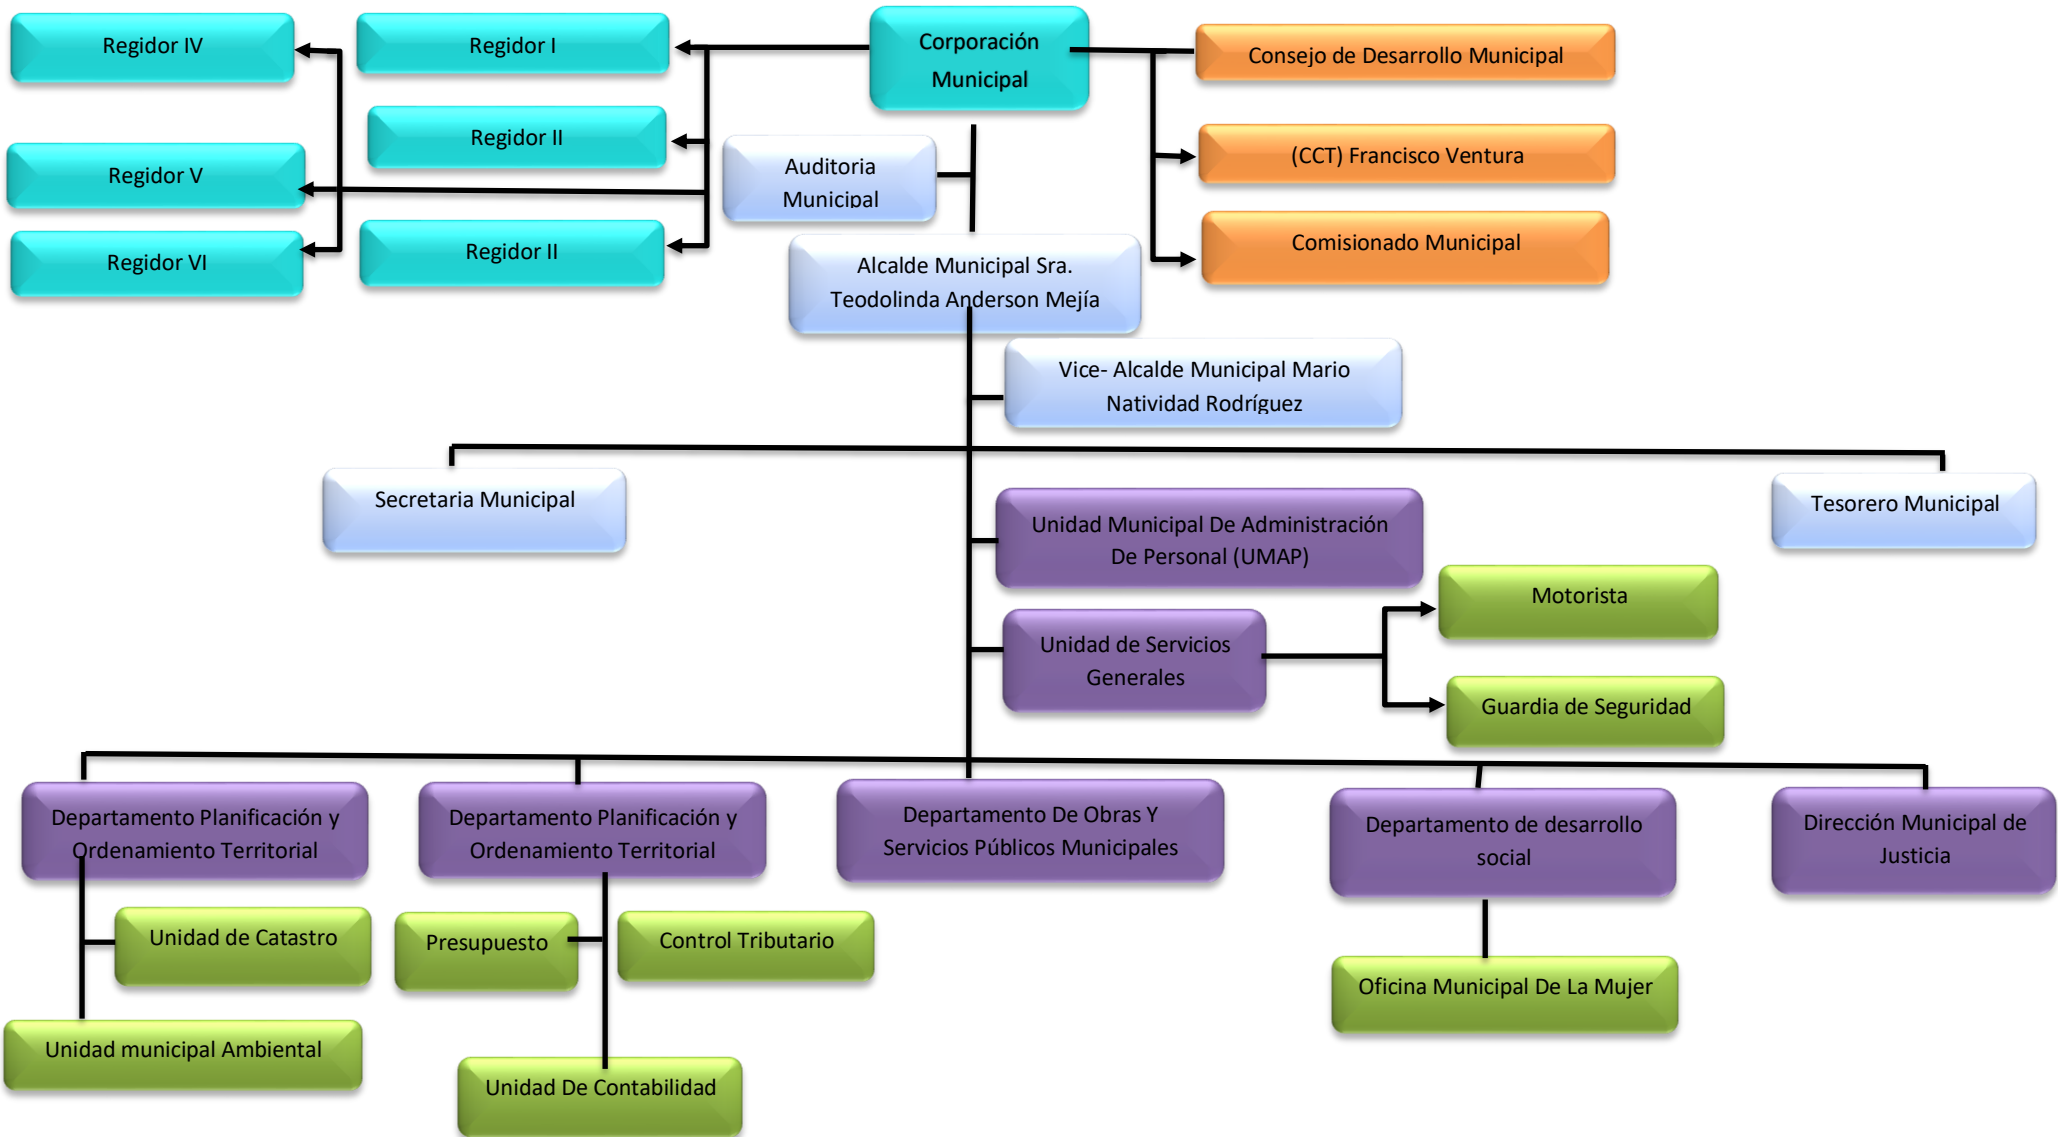 Regidor IV
Regidor I
Corporación
Municipal
Consejo de Desarrollo Municipal
Regidor II
Auditoria
Municipal
(CCT) Francisco Ventura
Regidor V
Regidor VI
Regidor II
Comisionado Municipal
Alcalde Municipal Sra.
Teodolinda Anderson Mejía
Vice- Alcalde Municipal Mario
Natividad Rodríguez
Secretaria Municipal
Tesorero Municipal
Unidad Municipal De Administración
De Personal (UMAP)
Motorista
Unidad de Servicios
Generales
Guardia de Seguridad
Departamento Planificación y
Ordenamiento Territorial
Departamento Planificación y
Ordenamiento Territorial
Departamento De Obras Y
Servicios Públicos Municipales
Departamento de desarrollo
social
Dirección Municipal de
Justicia
Unidad de Catastro
Presupuesto
Control Tributario
Oficina Municipal De La Mujer
Unidad municipal Ambiental
Unidad De Contabilidad